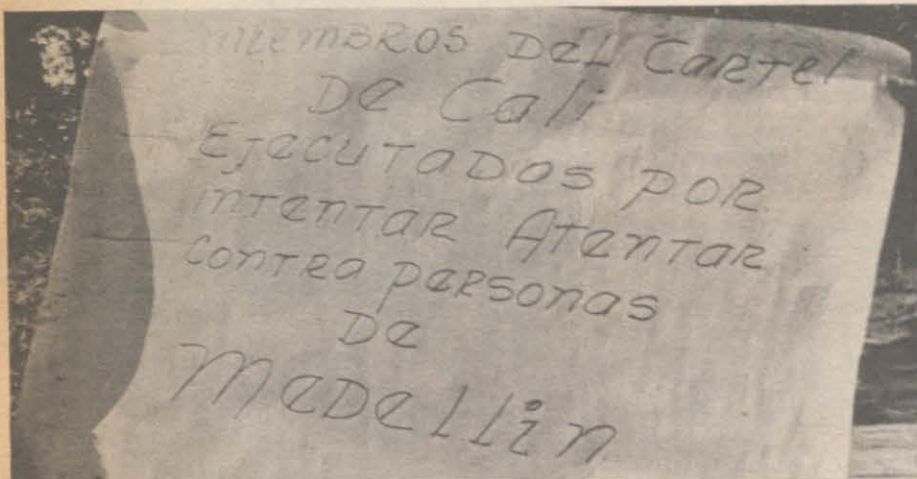 MIEMBROS DEL CARTEL
DE Cali
EJECUTADOS POR
INTENTAR ATENTAR
CONTRA PERSONAS
DE
MEDELLIN